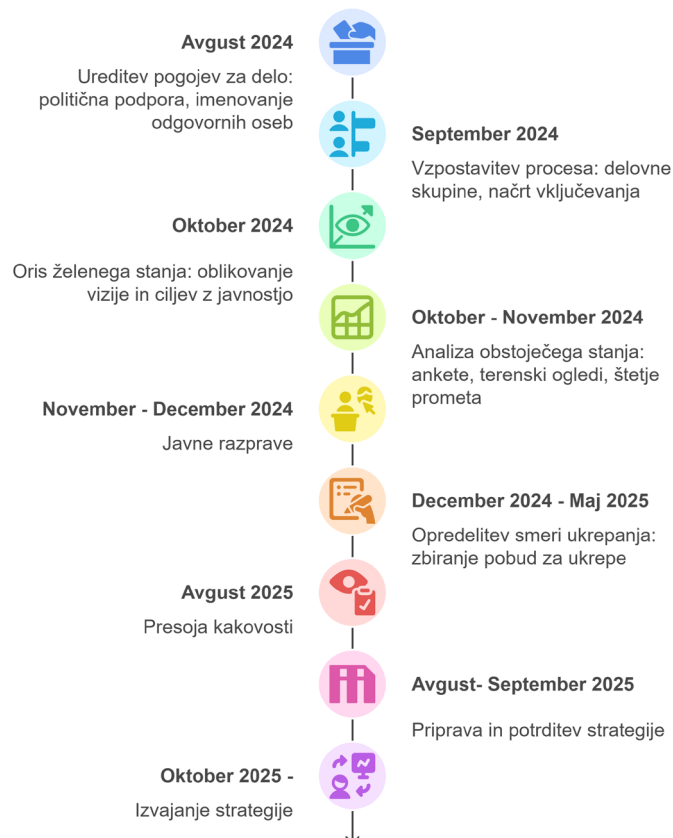 Avgust 2024
Ureditev pogojev za delo:
politična podpora, imenovanje
odgovornih oseb
September 2024
Vzpostavitev procesa: delovne
skupine, načrt vključevanja
Oktober 2024
Oris želenega stanja: oblikovanje
vizije in ciljev z javnostjo
Oktober - November 2024
Analiza obstoječega stanja:
ankete, terenski ogledi, štetje
prometa
November - December 2024
Javne razprave
December 2024 - Maj 2025
Opredelitev smeri ukrepanja:
zbiranje pobud za ukrepe
Avgust 2025
Presoja kakovosti
Avgust- September 2025
Priprava in potrditev strategije
Oktober 2025 -
Izvajanje strategije